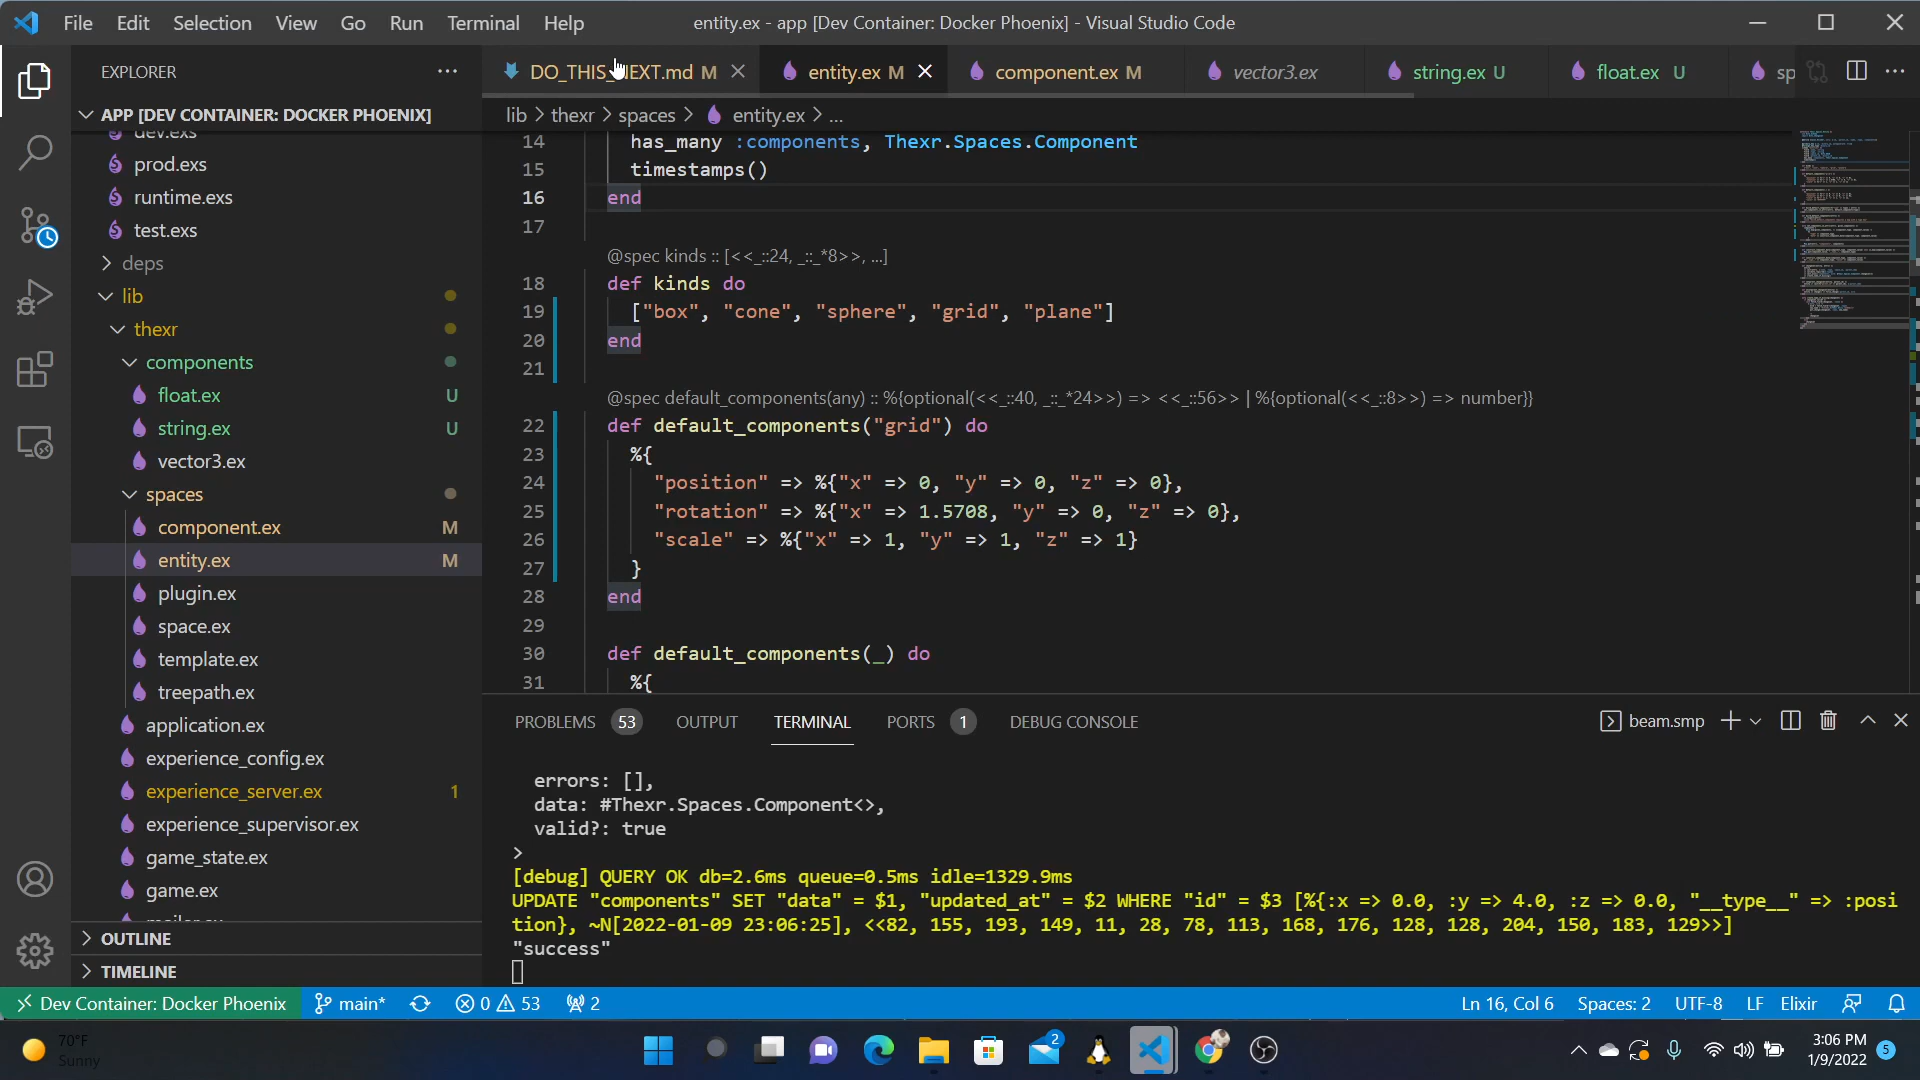 File Edit Selection View Go Run Terminal Help entity.ex - app [Dev Container: Docker Phoenix] - Visual Studio Code
EXPLORER ··· DO_THIS_NEXT.md M entity.ex M component.ex M vector3.ex string.ex U float.ex U sp ···
APP [DEV CONTAINER: DOCKER PHOENIX]
dev.exs
prod.exs
runtime.exs
test.exs
deps
lib
thexr
components
float.ex U
string.ex U
vector3.ex
spaces
component.ex M
entity.ex M
plugin.ex
space.ex
template.ex
treepath.ex
application.ex
experience_config.ex
experience_server.ex 1
experience_supervisor.ex
game_state.ex
game.ex
OUTLINE
TIMELINE
lib > thexr > spaces > entity.ex > ...
14 has_many :components, Thexr.Spaces.Component
15 timestamps()
16 end
17
@spec kinds :: [<<_::24, _::_*8>>, ...]
18 def kinds do
19 ["box", "cone", "sphere", "grid", "plane"]
20 end
21
@spec default_components(any) :: %{optional(<<_::40, _::_*24>>) => <<_::56>> | %{optional(<<_::8>>) => number}}
22 def default_components("grid") do
23 %{
24 "position" => %{"x" => 0, "y" => 0, "z" => 0},
25 "rotation" => %{"x" => 1.5708, "y" => 0, "z" => 0},
26 "scale" => %{"x" => 1, "y" => 1, "z" => 1}
27 }
28 end
29
30 def default_components(_) do
31 %{
PROBLEMS 53 OUTPUT TERMINAL PORTS 1 DEBUG CONSOLE beam.smp
errors: [],
data: #Thexr.Spaces.Component<>,
valid?: true
>
[debug] QUERY OK db=2.6ms queue=0.5ms idle=1329.9ms
UPDATE "components" SET "data" = $1, "updated_at" = $2 WHERE "id" = $3 [%{:x => 0.0, :y => 4.0, :z => 0.0, "__type__" => :posi
tion}, ~N[2022-01-09 23:06:25], <<82, 155, 193, 149, 11, 28, 78, 113, 168, 176, 128, 128, 204, 150, 183, 129>>]
"success"
Dev Container: Docker Phoenix main* 0 53 2 Ln 16, Col 6 Spaces: 2 UTF-8 LF Elixir
70°F
Sunny
2
3:06 PM
1/9/2022 5